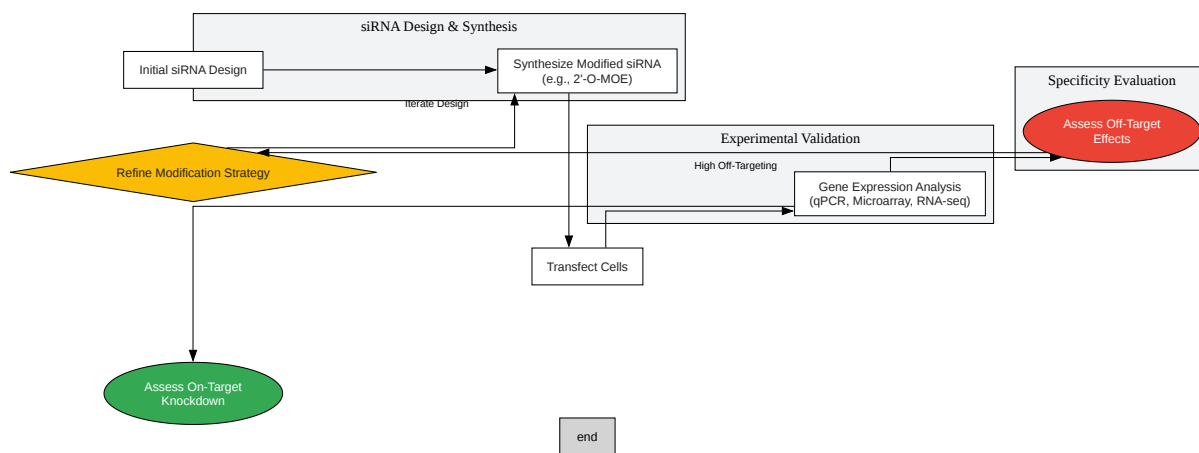 siRNA Design & Synthesis
Initial siRNA Design
Synthesize Modified siRNA
(e.g., 2'-O-MOE)
Specificity Evaluation
Iterate Design
Assess Off-Target
Effects
Experimental Validation
High Off-Targeting
Refine Modification Strategy
Gene Expression Analysis
(qPCR, Microarray, RNA-seq)
Transfect Cells
Assess On-Target
Knockdown
end